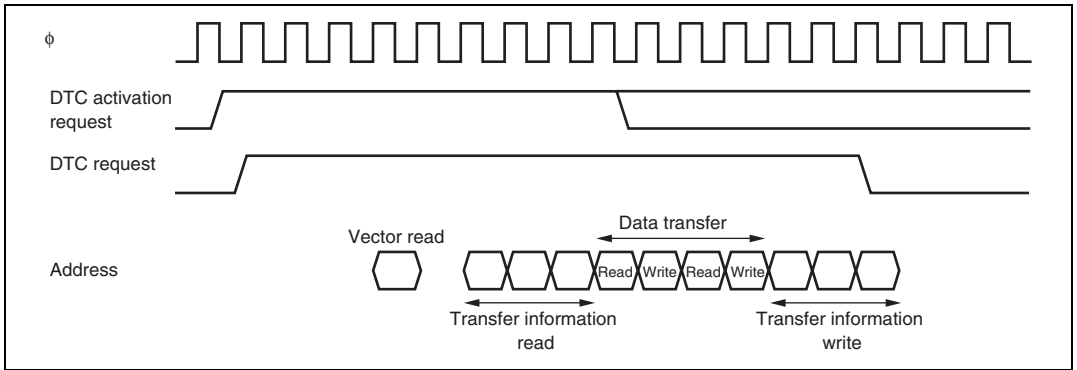 ϕ
DTC activation
request
DTC request
Data transfer
Vector read
Address
Read Write Read Write
Transfer information
read
Transfer information
write